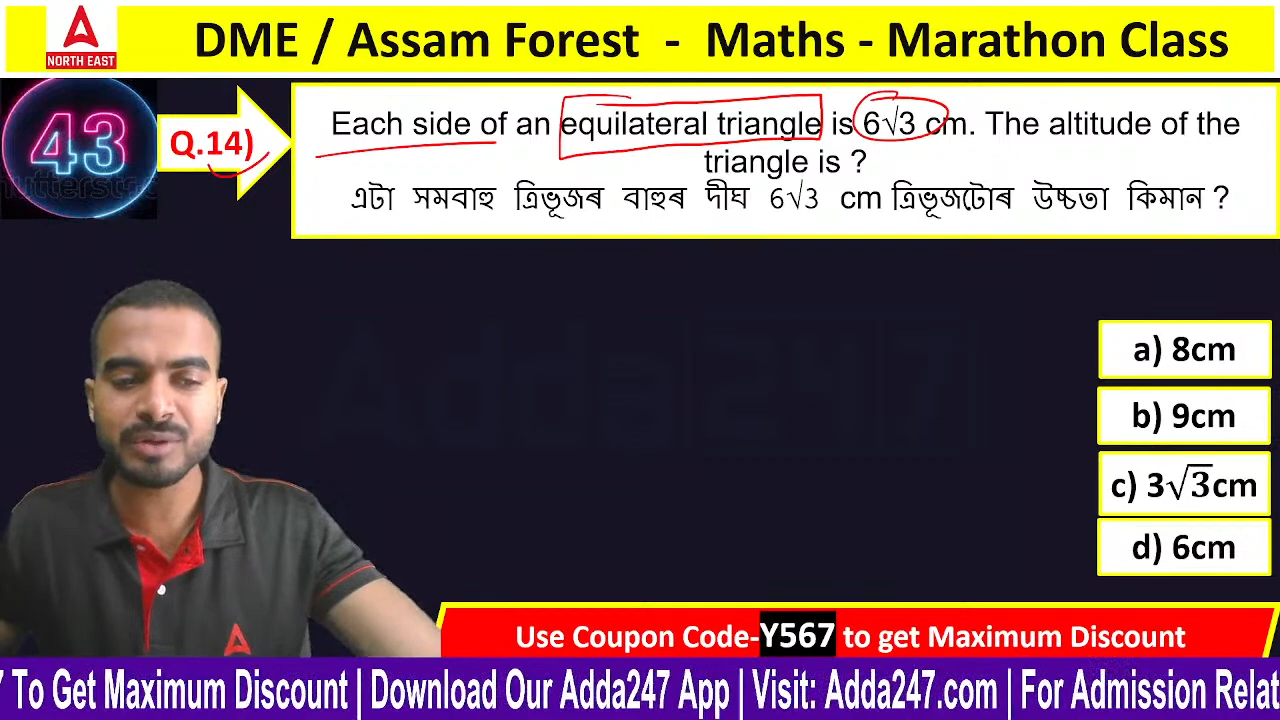 NORTH EAST
DME / Assam Forest - Maths - Marathon Class
43
Q.14)
Each side of an equilateral triangle is 6√3 cm. The altitude of the
triangle is ?
এটা সমবাহু ত্ৰিভূজৰ বাহুৰ দীঘ 6√3 cm ত্ৰিভূজটোৰ উচ্চতা কিমান ?
a) 8cm
b) 9cm
c) 3√3cm
d) 6cm
Use Coupon Code-Y567 to get Maximum Discount
7 To Get Maximum Discount | Download Our Adda247 App | Visit: Adda247.com | For Admission Relat